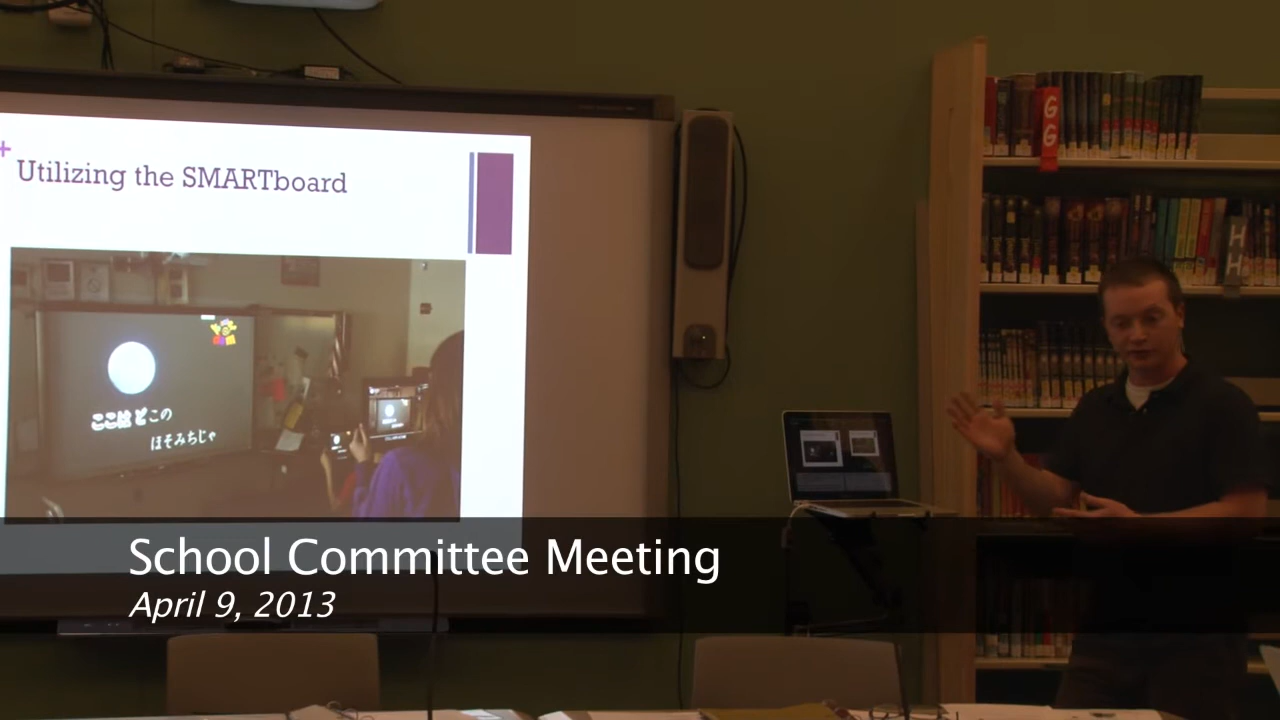 Utilizing the SMARTboard
ここは どこの
ほそみちじゃ
G
G
H
H
School Committee Meeting
April 9, 2013